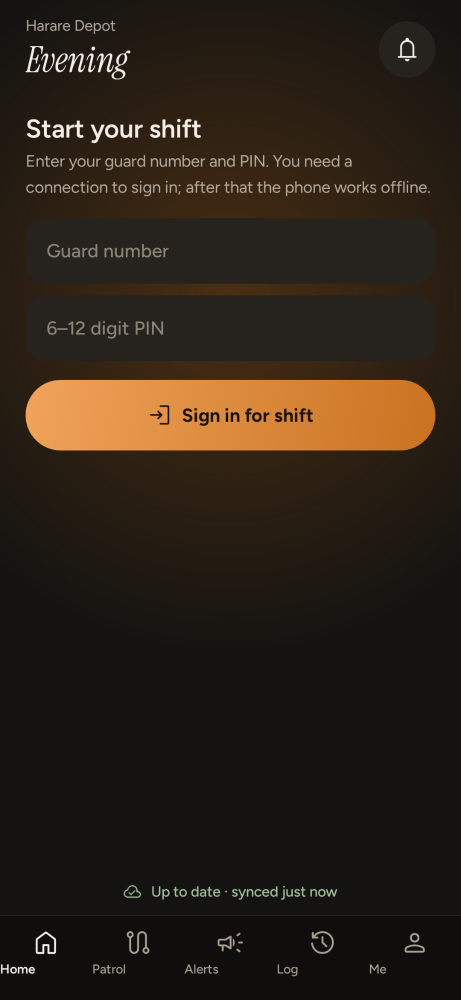 Harare Depot
Evening
Start your shift
Enter your guard number and PIN. You need a
connection to sign in; after that the phone works offline.
Guard number
6–12 digit PIN
Sign in for shift
Up to date · synced just now
Home
Patrol
Alerts
Log
Me